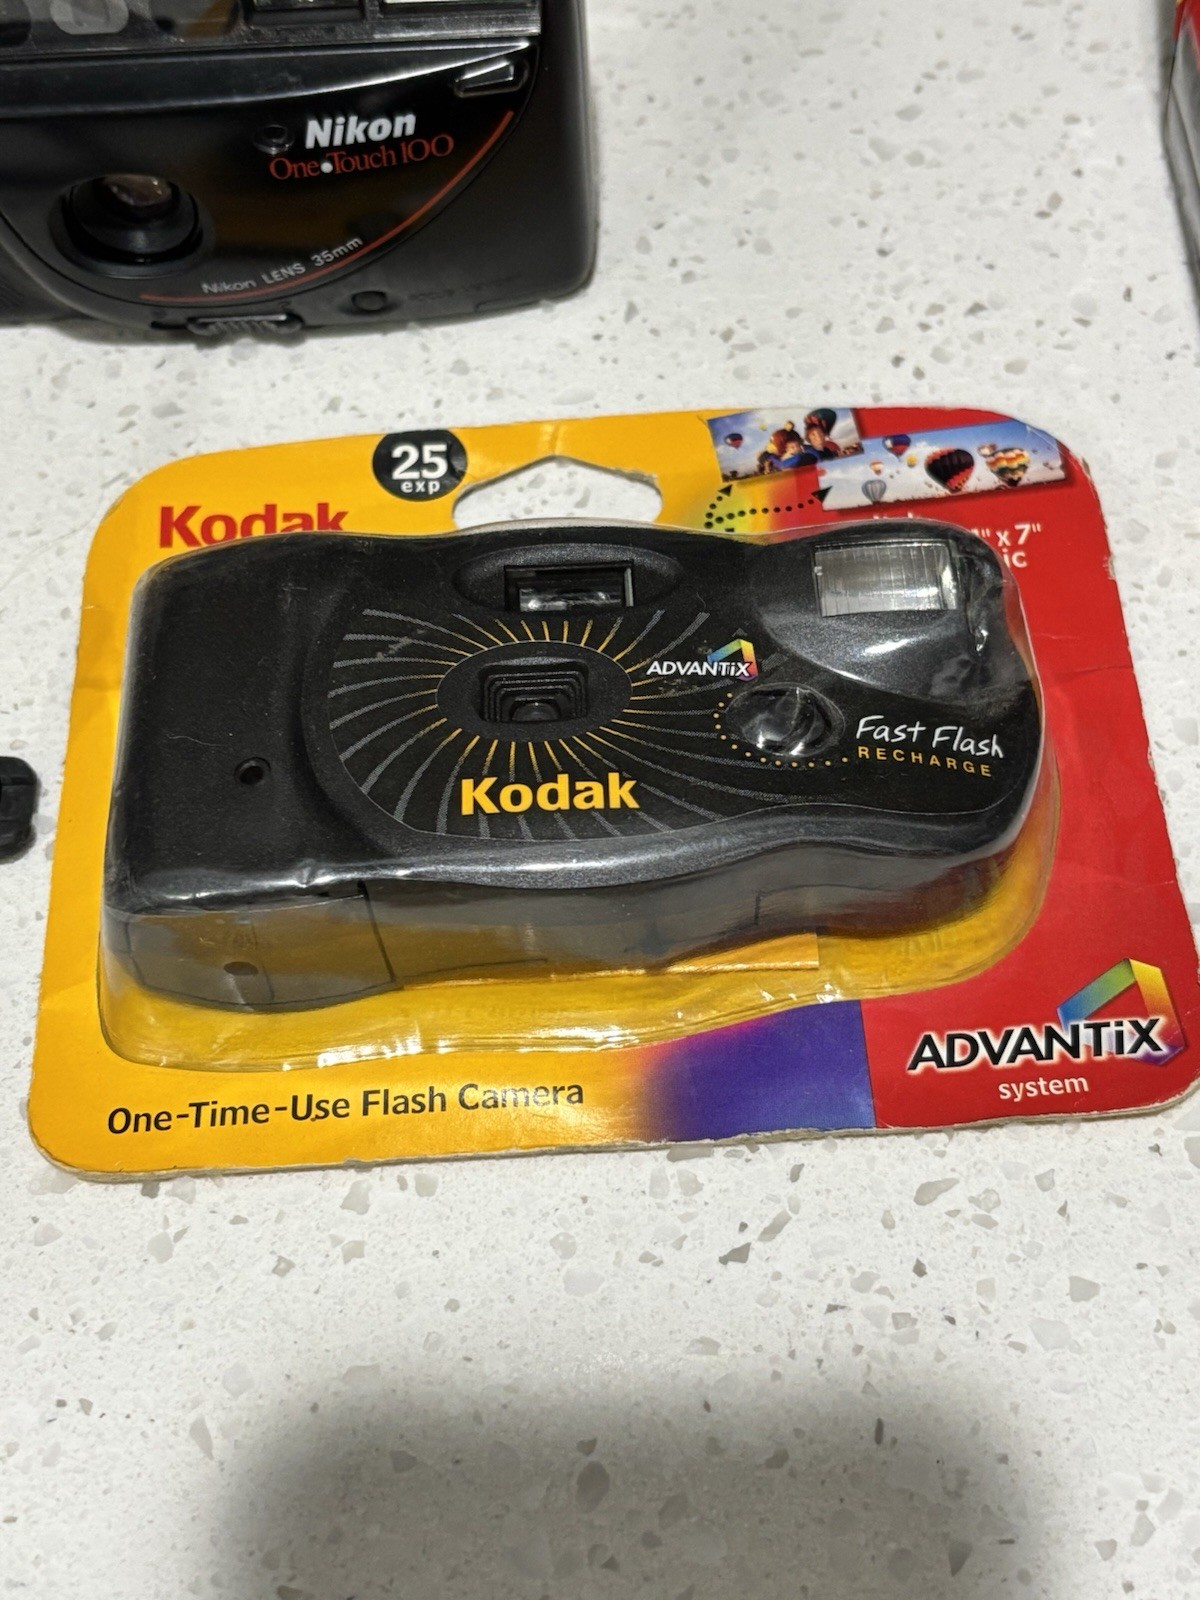 Nikon
One Touch 100
Nikon LENS 35mm
25
exp
Kodak
x 7"
ADVANTiX
Fast Flash
RECHARGE
Kodak
ADVANTiX
system
One-Time-Use Flash Camera